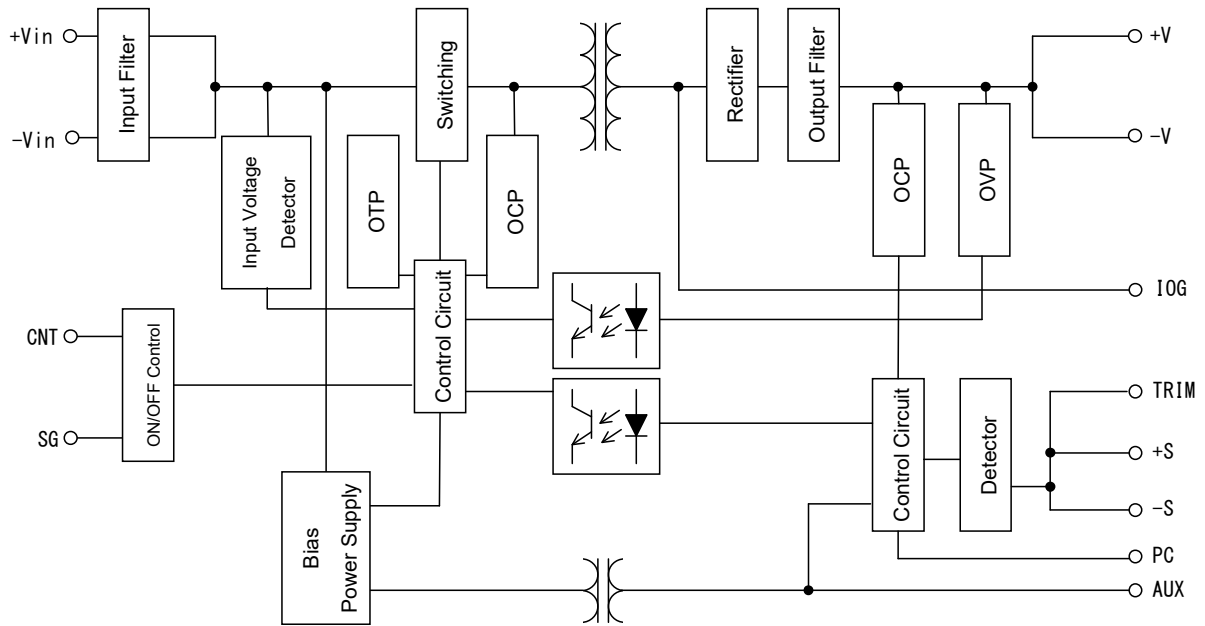 +Vin
-Vin
Input Filter
Switching
Rectifier
Output Filter
+V
-V
Input Voltage
Detector
OTP
OCP
OCP
OVP
IOG
CNT
SG
ON/OFF Control
Control Circuit
Control Circuit
Detector
TRIM
+S
-S
PC
AUX
Bias
Power Supply